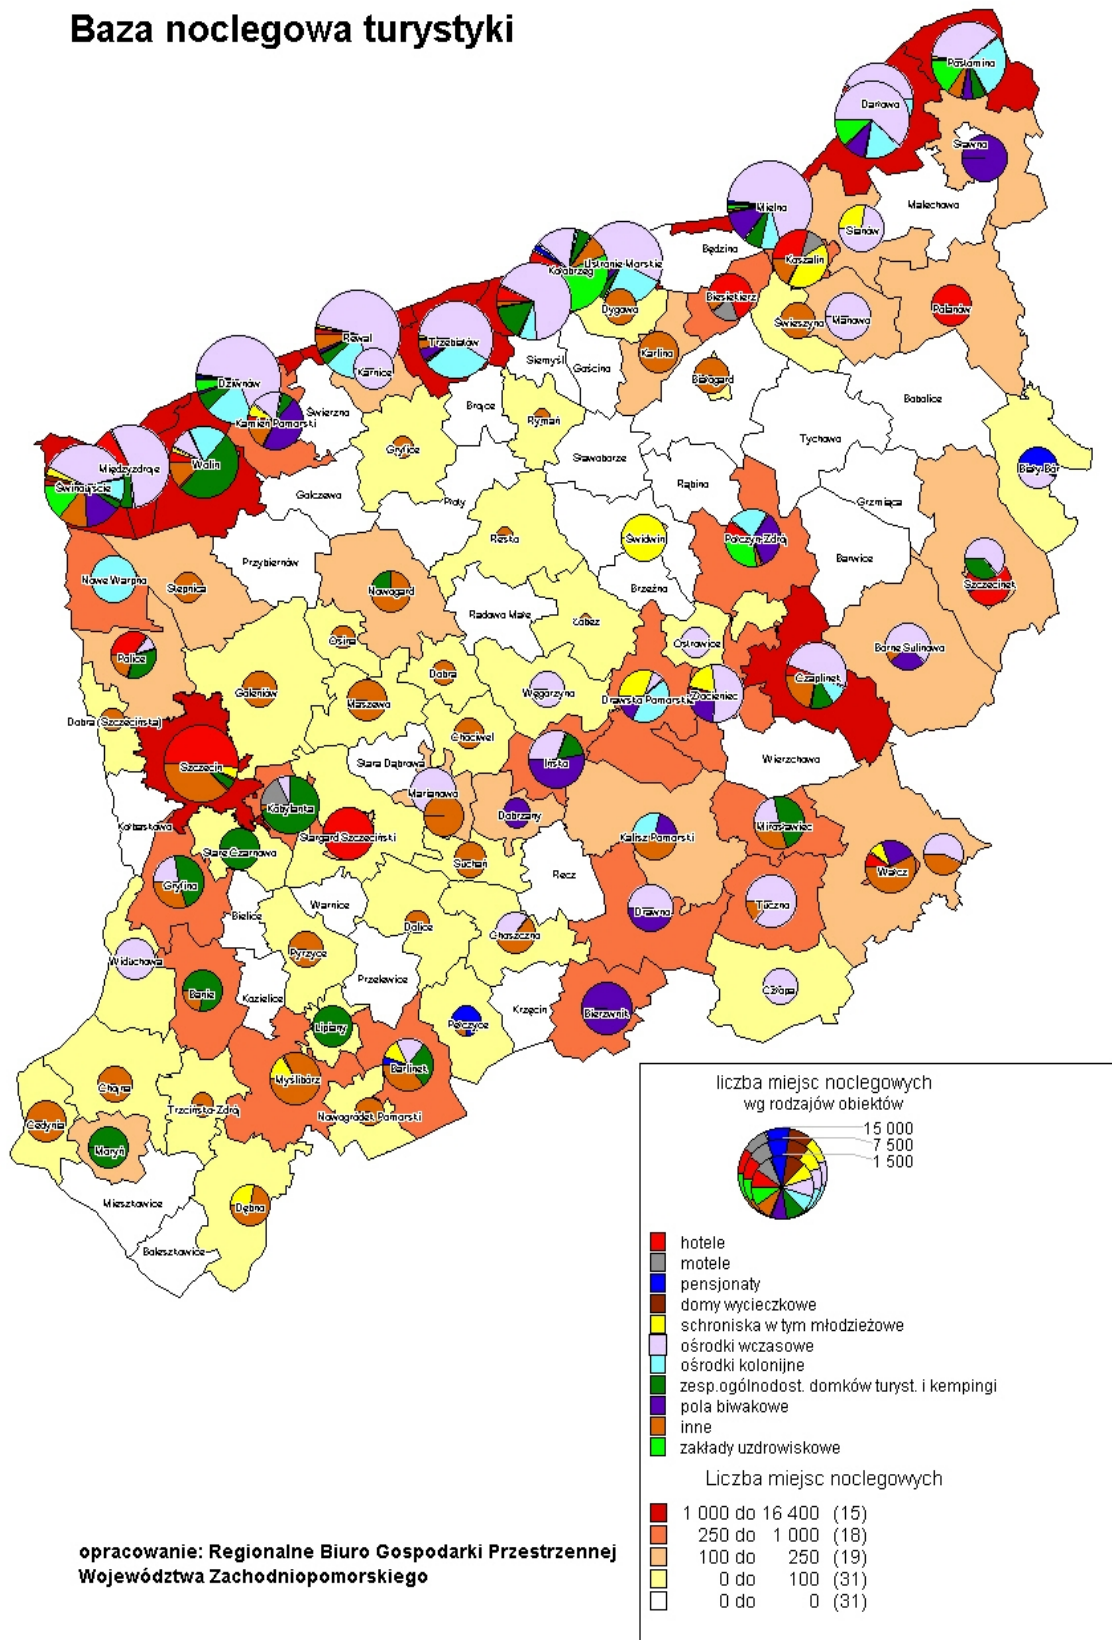 Baza noclegowa turystyki
Postomino
Darłowo
Sławno
Malechowo
Mielno
Sianów
Będzino
Koszalin
Ustronie Morskie
Kołobrzeg
Dygowo
Biesiekierz
Świeszyno
Manowo
Polanów
Rewal
Trzebiatów
Karnice
Siemyśl
Gościno
Karlino
Białogard
Bobolice
Dziwnów
Kamień Pomorski
Świerzno
Brojce
Rymań
Tychowo
Gryfice
Sławoborze
Biały Bór
Międzyzdroje
Wolin
Świnoujście
Golczewo
Płoty
Rąbino
Grzmiąca
Resko
Świdwin
Połczyn-Zdrój
Barwice
Przybiernów
Nowe Warpno
Stepnica
Nowogard
Brzeżno
Szczecinek
Radowo Małe
Łobez
Osina
Ostrowice
Borne Sulinowo
Police
Dobra
Goleniów
Maszewo
Węgorzyno
Drawsko Pomorskie
Złocieniec
Czaplinek
Dobra (Szczecińska)
Chociwel
Szczecin
Stara Dąbrowa
Ińsko
Wierzchowo
Marianowo
Kobylanka
Dobrzany
Kołbaskowo
Stargard Szczeciński
Kalisz Pomorski
Mirosławiec
Stare Czarnowo
Suchań
Recz
Wałcz
Gryfino
Bielice
Warnice
Dolice
Choszczno
Drawno
Tuczno
Widuchowa
Pyrzyce
Banie
Kozielice
Przelewice
Człopa
Lipiany
Pełczyce
Krzęcin
Bierzwnik
Myślibórz
Barlinek
Chojna
Cedynia
Trzcińsko-Zdrój
Nowogródek Pomorski
Moryń
Mieszkowice
Dębno
Boleszkowice
liczba miejsc noclegowych
wg rodzajów obiektów
15 000
7 500
1 500
hotele
motele
pensjonaty
domy wycieczkowe
schroniska w tym młodzieżowe
ośrodki wczasowe
ośrodki kolonijne
zesp.ogólnodost. domków turyst. i kempingi
pola biwakowe
inne
zakłady uzdrowiskowe
Liczba miejsc noclegowych
1 000 do 16 400 (15)
250 do 1 000 (18)
100 do 250 (19)
0 do 100 (31)
0 do 0 (31)
opracowanie: Regionalne Biuro Gospodarki Przestrzennej
Województwa Zachodniopomorskiego